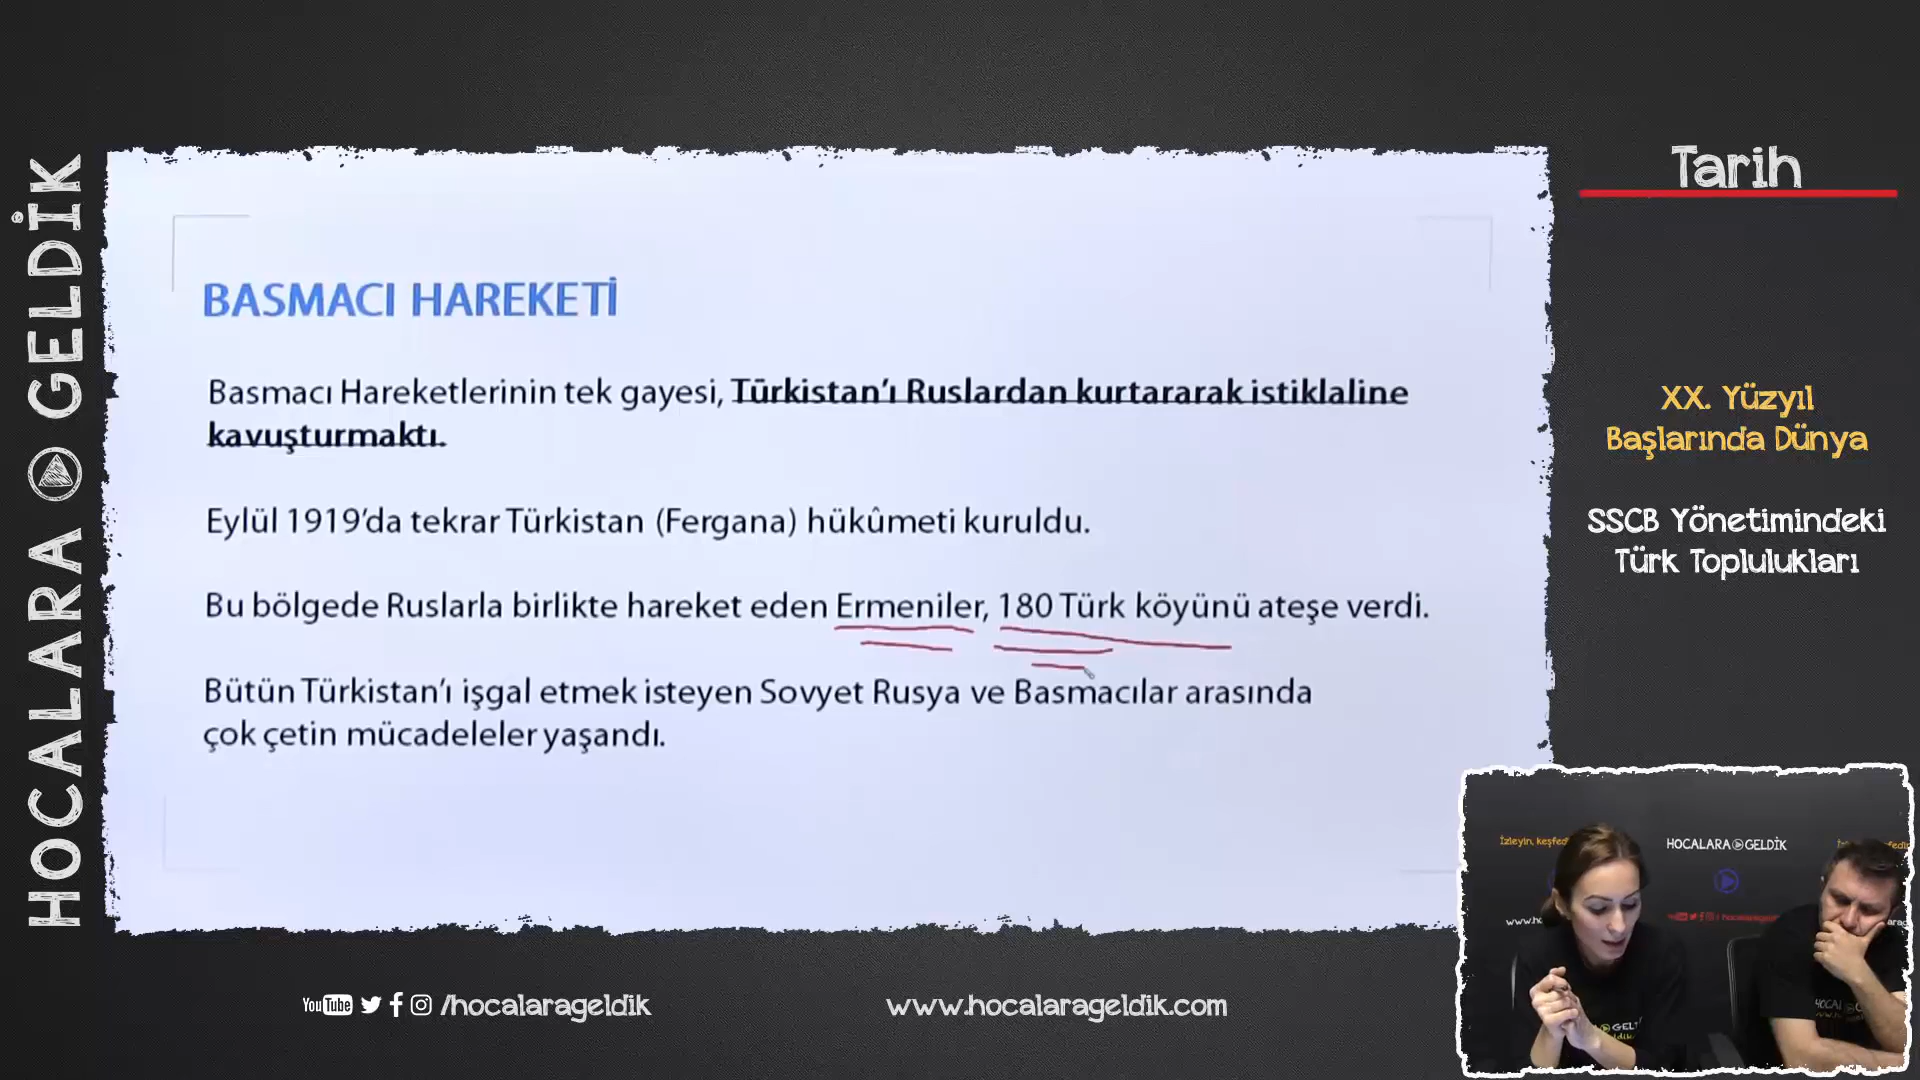 HOCALARA GELDİK
Tarih
BASMACI HAREKETİ
Basmacı Hareketlerinin tek gayesi, Türkistan’ı Ruslardan kurtararak istiklaline
kavuşturmaktı.
Eylül 1919’da tekrar Türkistan (Fergana) hükûmeti kuruldu.
Bu bölgede Ruslarla birlikte hareket eden Ermeniler, 180 Türk köyünü ateşe verdi.
Bütün Türkistan’ı işgal etmek isteyen Sovyet Rusya ve Basmacılar arasında
çok çetin mücadeleler yaşandı.
XX. Yüzyıl
Başlarında Dünya
SSCB Yönetimindeki
Türk Toplulukları
HOCALARA GELDİK
YouTube /hocalarageldik
www.hocalarageldik.com